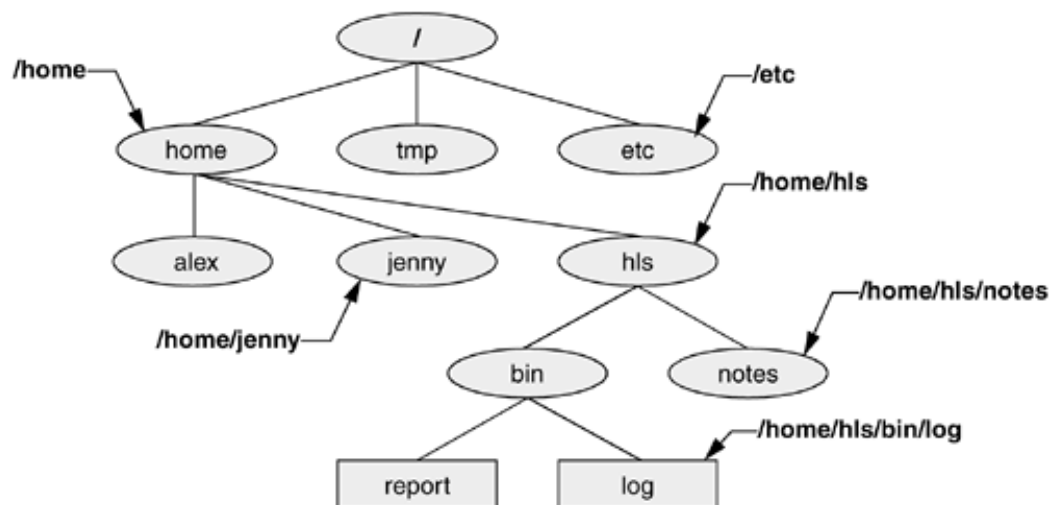 /
/home
/etc
home
tmp
etc
/home/hls
alex
jenny
hls
/home/hls/notes
/home/jenny
bin
notes
/home/hls/bin/log
report
log